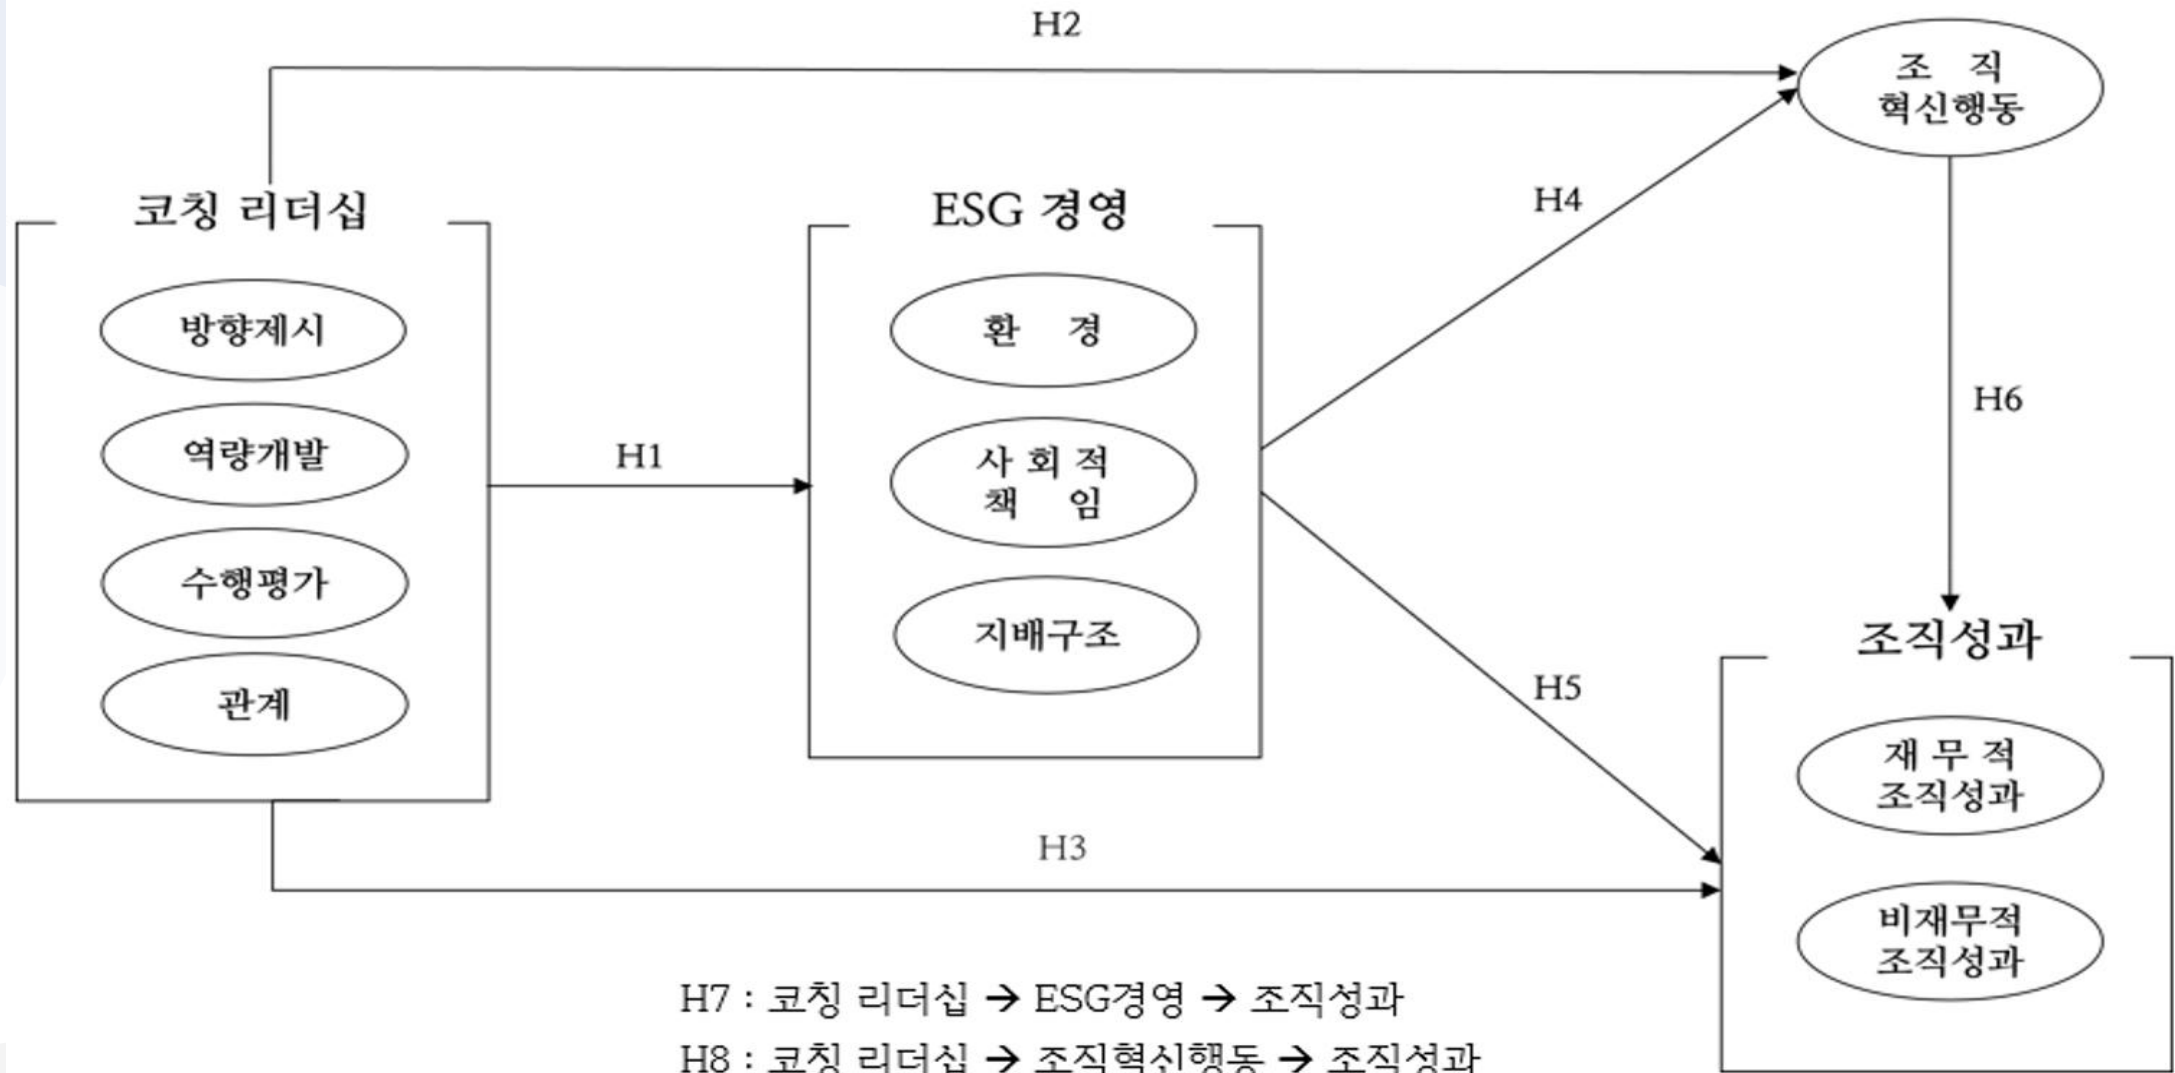 H2
조 직
혁신행동
코칭 리더십
ESG 경영
H4
방향제시
환 경
역량개발
H1
사 회 적
책 임
H6
수행평가
지배구조
관계
H5
조직성과
재 무 적
조직성과
H3
비재무적
조직성과
H7 : 코칭 리더십 → ESG경영 → 조직성과
H8 : 코칭 리더십 → 조직혁신행동 → 조직성과